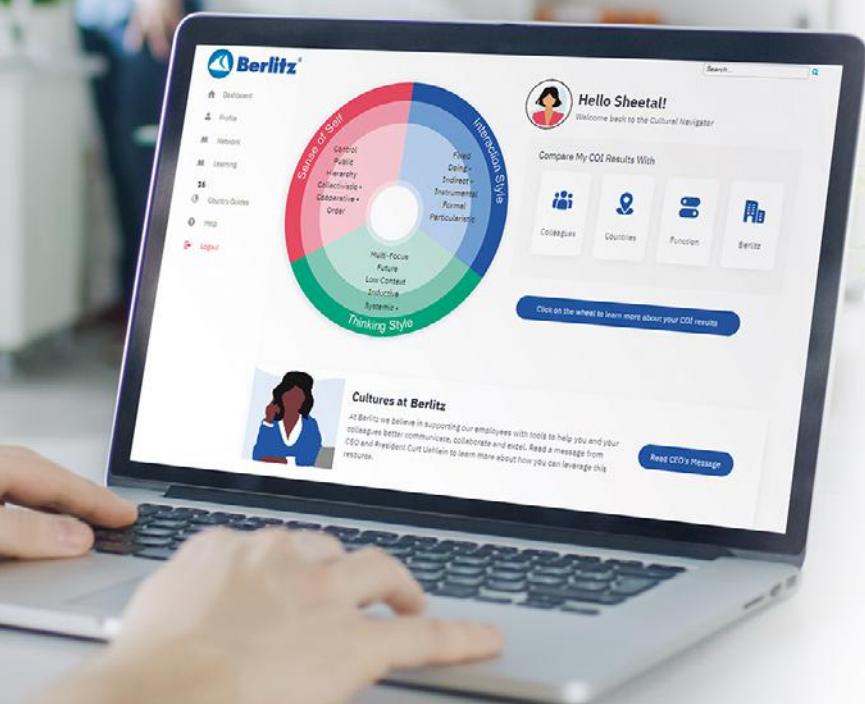 Berlitz
Search...
Dashboard
Profile
Network
Learning
Country Guides
Help
Logout
Sense of Self
Control
Public
Hierarchy
Collectivistic •
Cooperative •
Order
Interaction Style
Fixed
Doing •
Indirect •
Instrumental
Formal
Particularistic
Multi-Focus
Future
Low Context
Inductive
Systemic •
Thinking Style
Hello Sheetal!
Welcome back to the Cultural Navigator
Compare My COI Results With
Colleagues
Countries
Function
Berlitz
Click on the wheel to learn more about your COI results
Cultures at Berlitz
At Berlitz we believe in supporting our employees with tools to help you and your
colleagues better communicate, collaborate and excel. Read a message from
CEO and President Curt Uehlein to learn more about how you can leverage this
resource.
Read CEO's Message